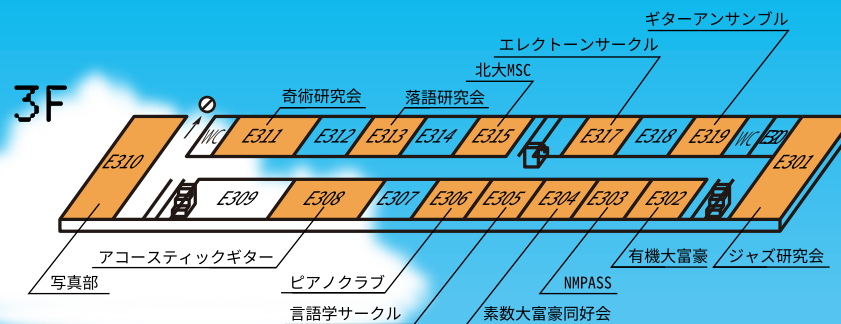 ギターアンサンブル
エレクトーンサークル
北大MSC
奇術研究会
落語研究会
3F
WC
E311
E312
E313
E314
E315
E317
E318
E319
WC
E310
E301
E309
E308
E307
E306
E305
E304
E303
E302
アコースティックギター
有機大富豪
ジャズ研究会
写真部
ピアノクラブ
NMPASS
言語学サークル
素数大富豪同好会